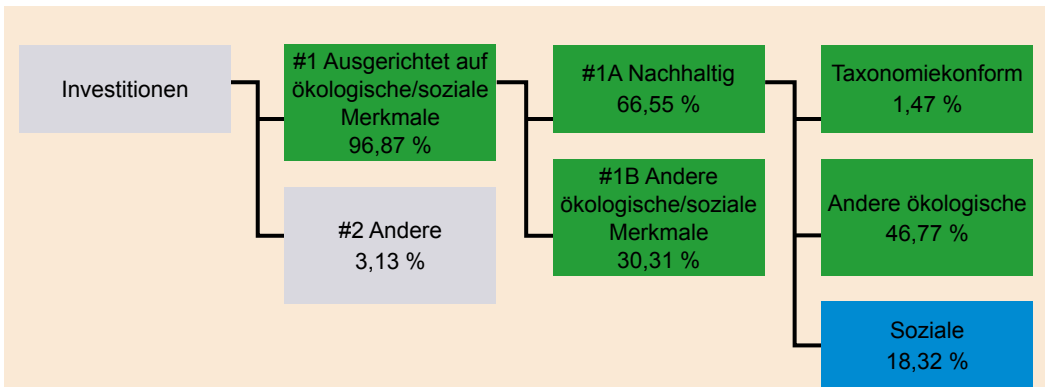 Investitionen
#1 Ausgerichtet auf
ökologische/soziale
Merkmale
96,87 %
#2 Andere
3,13 %
#1A Nachhaltig
66,55 %
#1B Andere
ökologische/soziale
Merkmale
30,31 %
Taxonomiekonform
1,47 %
Andere ökologische
46,77 %
Soziale
18,32 %